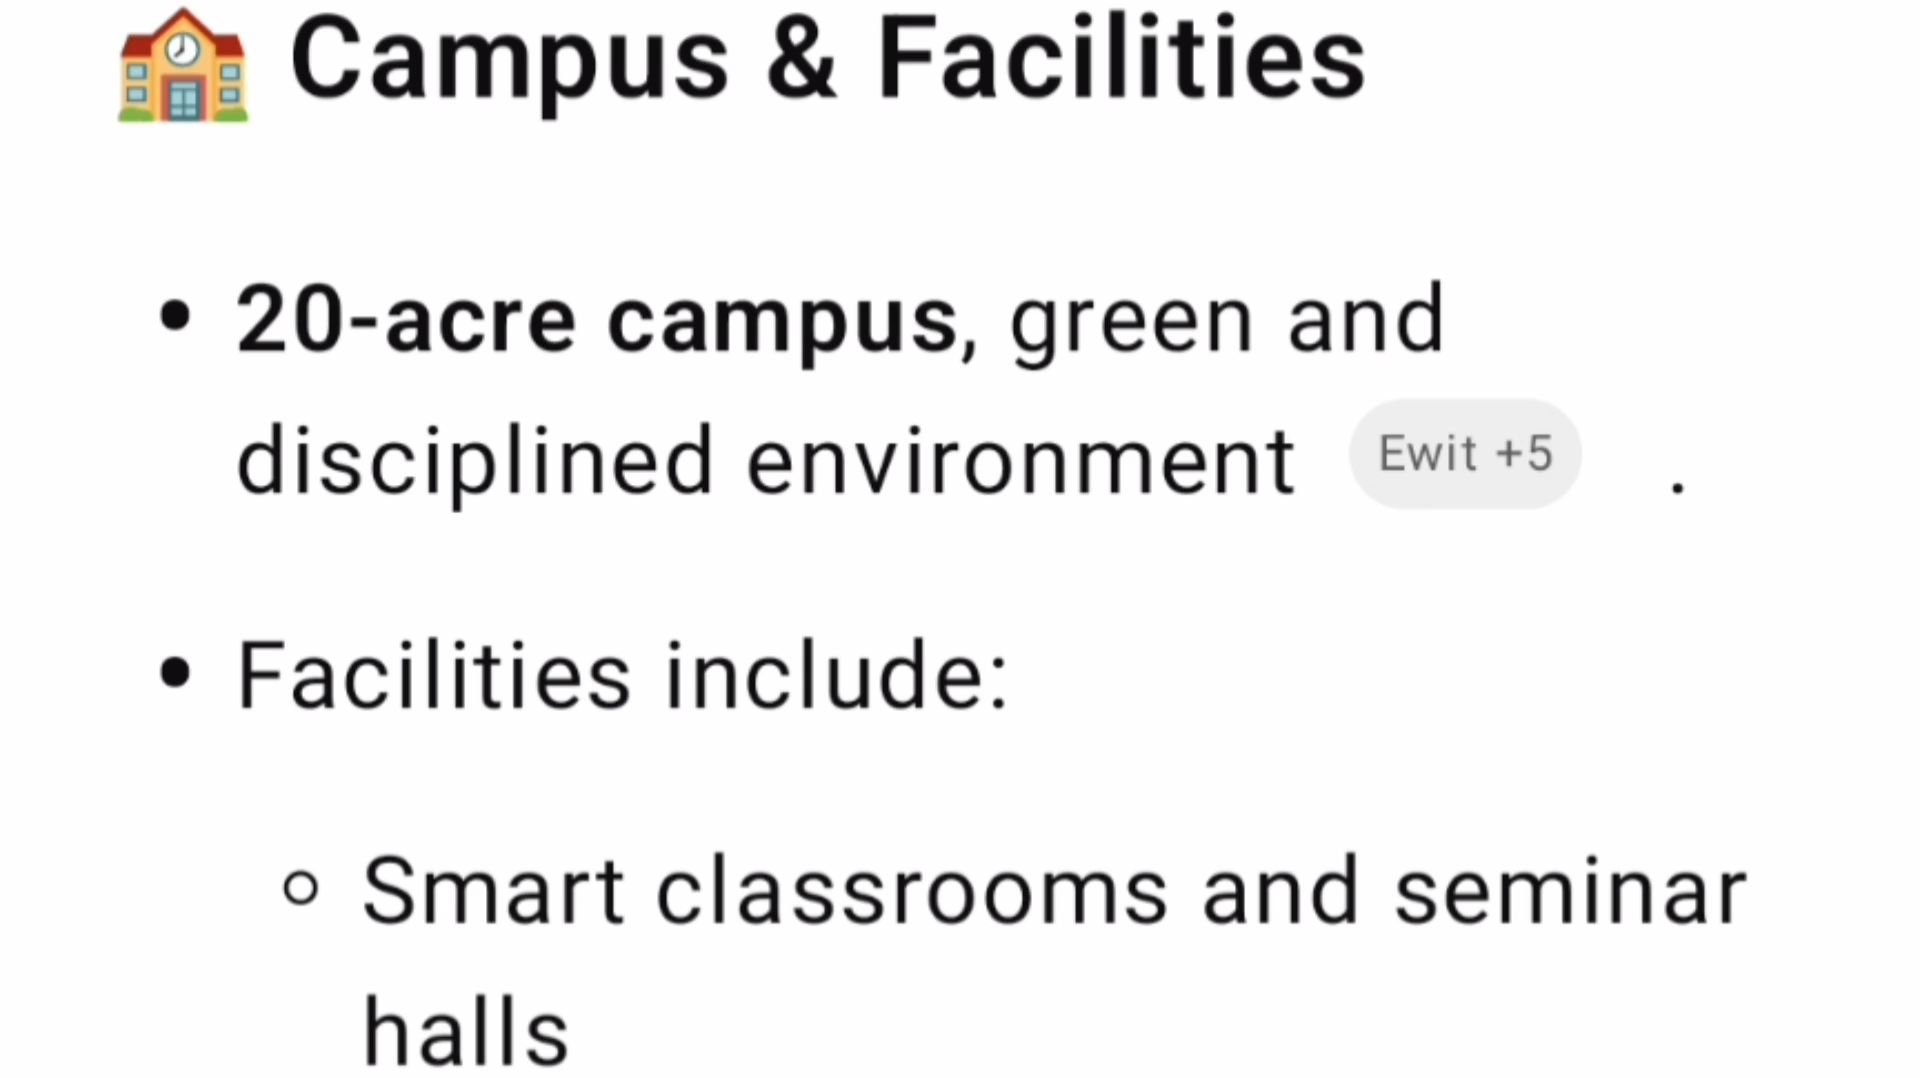 🏫 Campus & Facilities
• 20-acre campus, green and
disciplined environment Ewit +5 .
• Facilities include:
○ Smart classrooms and seminar
halls